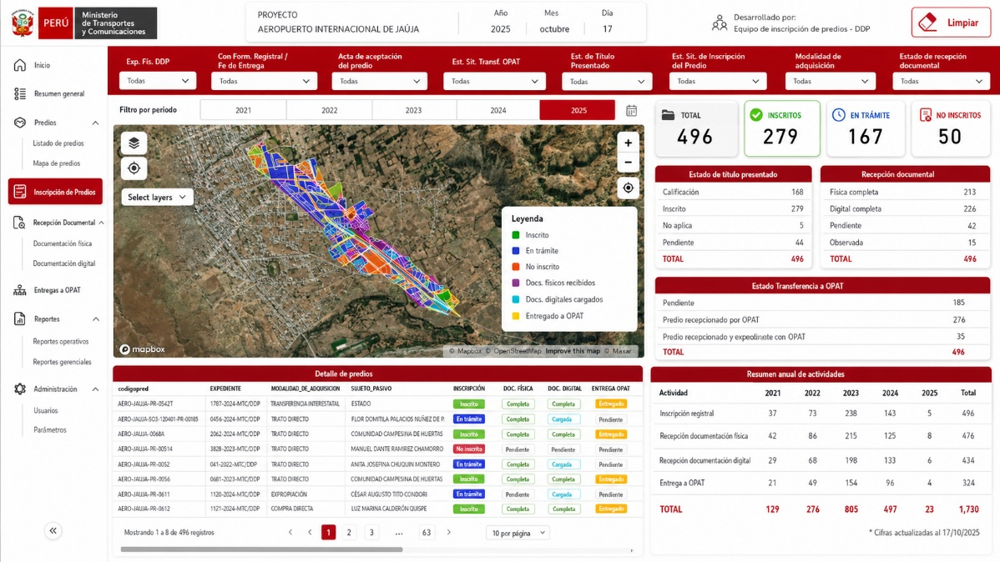 PERÚ
Ministerio
de Transportes
y Comunicaciones
PROYECTO
AEROPUERTO INTERNACIONAL DE JAÚJA
Año
2025
Mes
octubre
Día
17
Desarrollado por:
Equipo de inscripción de predios - DDP
Limpiar
Inicio
Resumen general
Predios
Listado de predios
Mapa de predios
Inscripción de Predios
Recepción Documental
Documentación física
Documentación digital
Entregas a OPAT
Reportes
Reportes operativos
Reportes gerenciales
Administración
Usuarios
Parámetros
Exp. Fís. DDP
Todas
Con Form. Registral /
Fe de Entrega
Todas
Acta de aceptación
del predio
Todas
Est. Sit. Transf. OPAT
Todas
Est. de Título
Presentado
Todas
Est. Sit. de Inscripción
del Predio
Todas
Modalidad de
adquisición
Todas
Estado de recepción
documental
Todas
Filtro por periodo
2021
2022
2023
2024
2025
Select layers
Leyenda
Inscrito
En trámite
No inscrito
Docs. físicos recibidos
Docs. digitales cargados
Entregado a OPAT
mapbox
© Mapbox © OpenStreetMap Improve this map © Maxar
TOTAL
496
INSCRITOS
279
EN TRÁMITE
167
NO INSCRITOS
50
Estado de título presentado
Calificación 168
Inscrito 279
No aplica 5
Pendiente 44
TOTAL 496
Recepción documental
Física completa 213
Digital completa 226
Pendiente 42
Observada 15
TOTAL 496
Estado Transferencia a OPAT
Pendiente 185
Predio recepcionado por OPAT 276
Predio recepcionado y con OPAT 35
TOTAL 496
Detalle de predios
codigopred EXPEDIENTE MODALIDAD_DE_ADQUISICION SUJETO_PASIVO INSCRIPCIÓN DOC. FÍSICA DOC. DIGITAL ENTREGA OPAT
AERO-JAUJA-PR-0542T 1787-2024-MTC/DDP TRANSFERENCIA INTERESTATAL ESTADO Inscrito Completa Completa Entregado
AERO-JAUJA-SO3-120401-PR-00185 0456-2024-MTC/DDP TRATO DIRECTO FLOR DOMITILA PALACIOS NUÑEZ DE P. En trámite Completa Cargada Pendiente
AERO-JAUJA-0068A 2062-2024-MTC/DDP TRATO DIRECTO COMUNIDAD CAMPESINA DE HUERTAS Inscrito Completa Completa Entregado
AERO-JAUJA-PR-00514 3828-2023-MTC/DDP TRATO DIRECTO MANUEL DANTE RAMIREZ CHAMORRO No inscrito Pendiente Pendiente Pendiente
AERO-JAUJA-PR-0052 041-2022-MTC/DDP TRATO DIRECTO ANITA JOSEFINA CHUQUIN MONTERO En trámite Completa Cargada Pendiente
AERO-JAUJA-PR-0056 0681-2023-MTC/DDP TRATO DIRECTO COMUNIDAD CAMPESINA DE HUERTAS Inscrito Completa Completa Entregado
AERO-JAUJA-PR-0611 1120-2024-MTC/DDP EXPROPIACIÓN CÉSAR AUGUSTO TITO CONDORI En trámite Pendiente Cargada Pendiente
AERO-JAUJA-PR-0612 1121-2024-MTC/DDP COMPRA DIRECTA LUZ MARINA CALDERÓN QUISPE Inscrito Completa Completa Entregado
Mostrando 1 a 8 de 496 registros
1 2 3 ... 63
10 por página
Resumen anual de actividades
Actividad 2021 2022 2023 2024 2025 Total
Inscripción registral 37 73 238 143 5 496
Recepción documentación física 42 86 215 125 8 476
Recepción documentación digital 29 68 198 133 6 434
Entrega a OPAT 21 49 154 96 4 324
TOTAL 129 276 805 497 23 1,730
* Cifras actualizadas al 17/10/2025